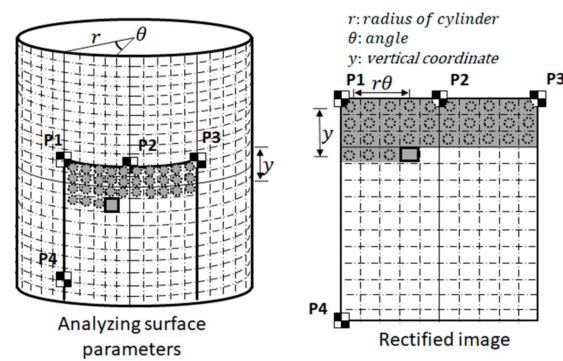 r
θ
P1
P2
P3
y
P4
Analyzing surface
parameters
r: radius of cylinder
θ: angle
y: vertical coordinate
P1
rθ
P2
P3
y
P4
Rectified image